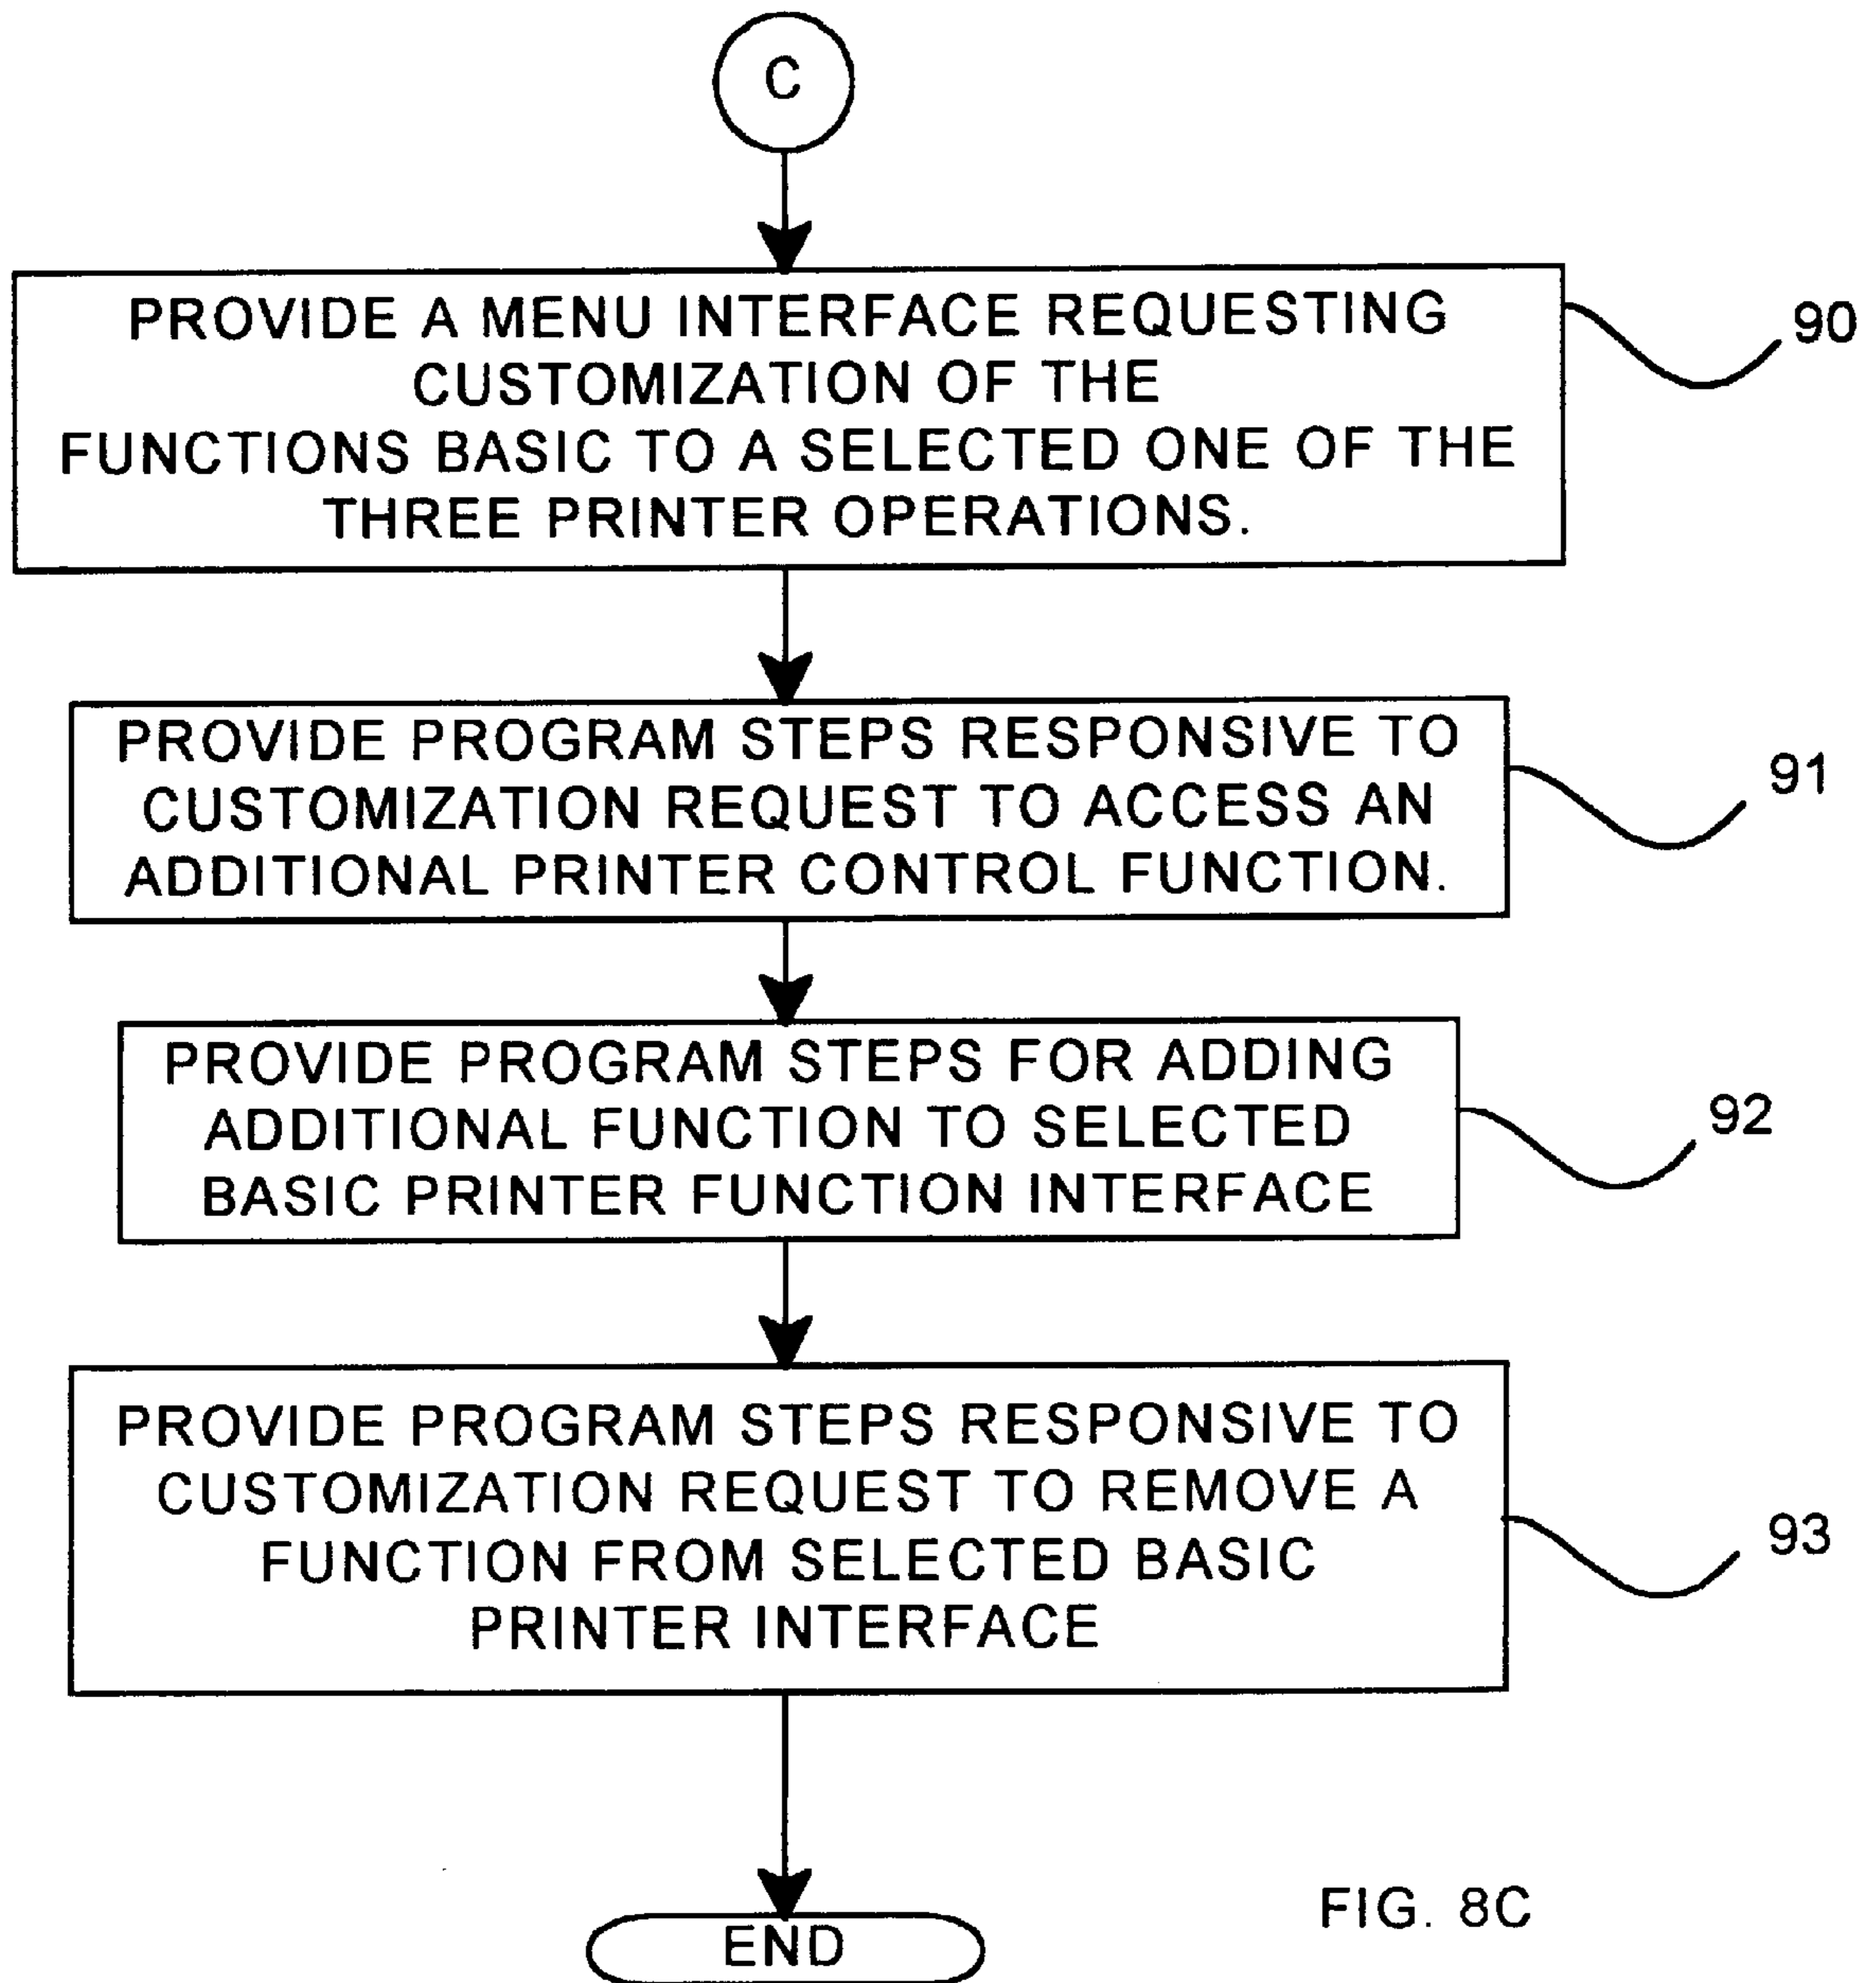 C
PROVIDE A MENU INTERFACE REQUESTING
CUSTOMIZATION OF THE
FUNCTIONS BASIC TO A SELECTED ONE OF THE
THREE PRINTER OPERATIONS.
90
PROVIDE PROGRAM STEPS RESPONSIVE TO
CUSTOMIZATION REQUEST TO ACCESS AN
ADDITIONAL PRINTER CONTROL FUNCTION.
91
PROVIDE PROGRAM STEPS FOR ADDING
ADDITIONAL FUNCTION TO SELECTED
BASIC PRINTER FUNCTION INTERFACE
92
PROVIDE PROGRAM STEPS RESPONSIVE TO
CUSTOMIZATION REQUEST TO REMOVE A
FUNCTION FROM SELECTED BASIC
PRINTER INTERFACE
93
END
FIG. 8C